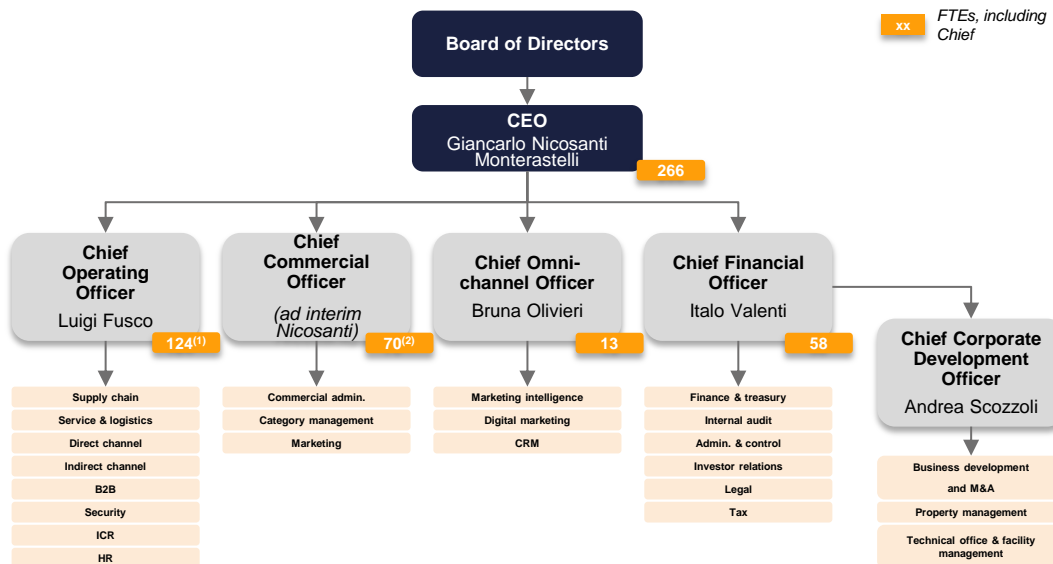 xx
FTEs, including
Chief
Board of Directors
CEO
Giancarlo Nicosanti
Monterastelli
266
Chief
Operating
Officer
Luigi Fusco
124(1)
Chief
Commercial
Officer
(ad interim
Nicosanti)
70(2)
Chief Omni-
channel Officer
Bruna Olivieri
13
Chief Financial
Officer
Italo Valenti
58
Chief Corporate
Development
Officer
Andrea Scozzoli
Supply chain
Service & logistics
Direct channel
Indirect channel
B2B
Security
ICR
HR
Commercial admin.
Category management
Marketing
Marketing intelligence
Digital marketing
CRM
Finance & treasury
Internal audit
Admin. & control
Investor relations
Legal
Tax
Business development
and M&A
Property management
Technical office & facility
management